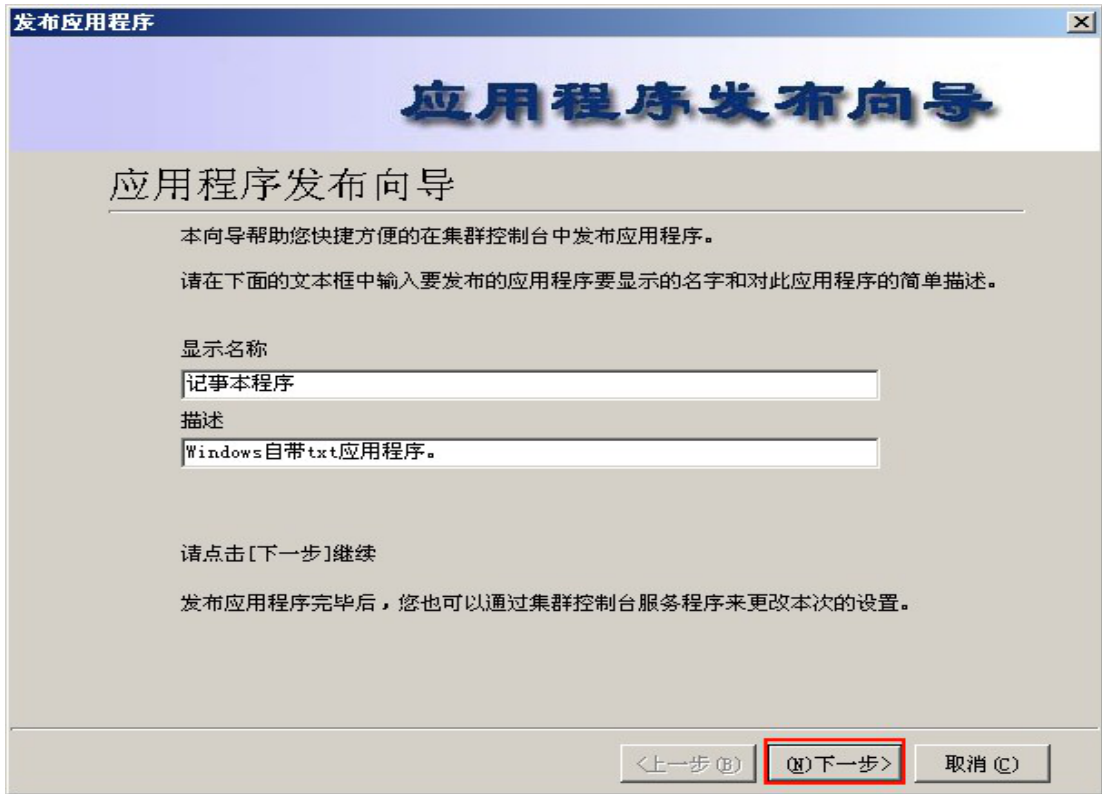 发布应用程序
应用程序发布向导
应用程序发布向导
本向导帮助您快捷方便的在集群控制台中发布应用程序。
请在下面的文本框中输入要发布的应用程序要显示的名字和对此应用程序的简单描述。
显示名称
记事本程序
描述
Windows自带txt应用程序。
请点击[下一步]继续
发布应用程序完毕后，您也可以通过集群控制台服务程序来更改本次的设置。
<上一步(B) (N)下一步> 取消(C)